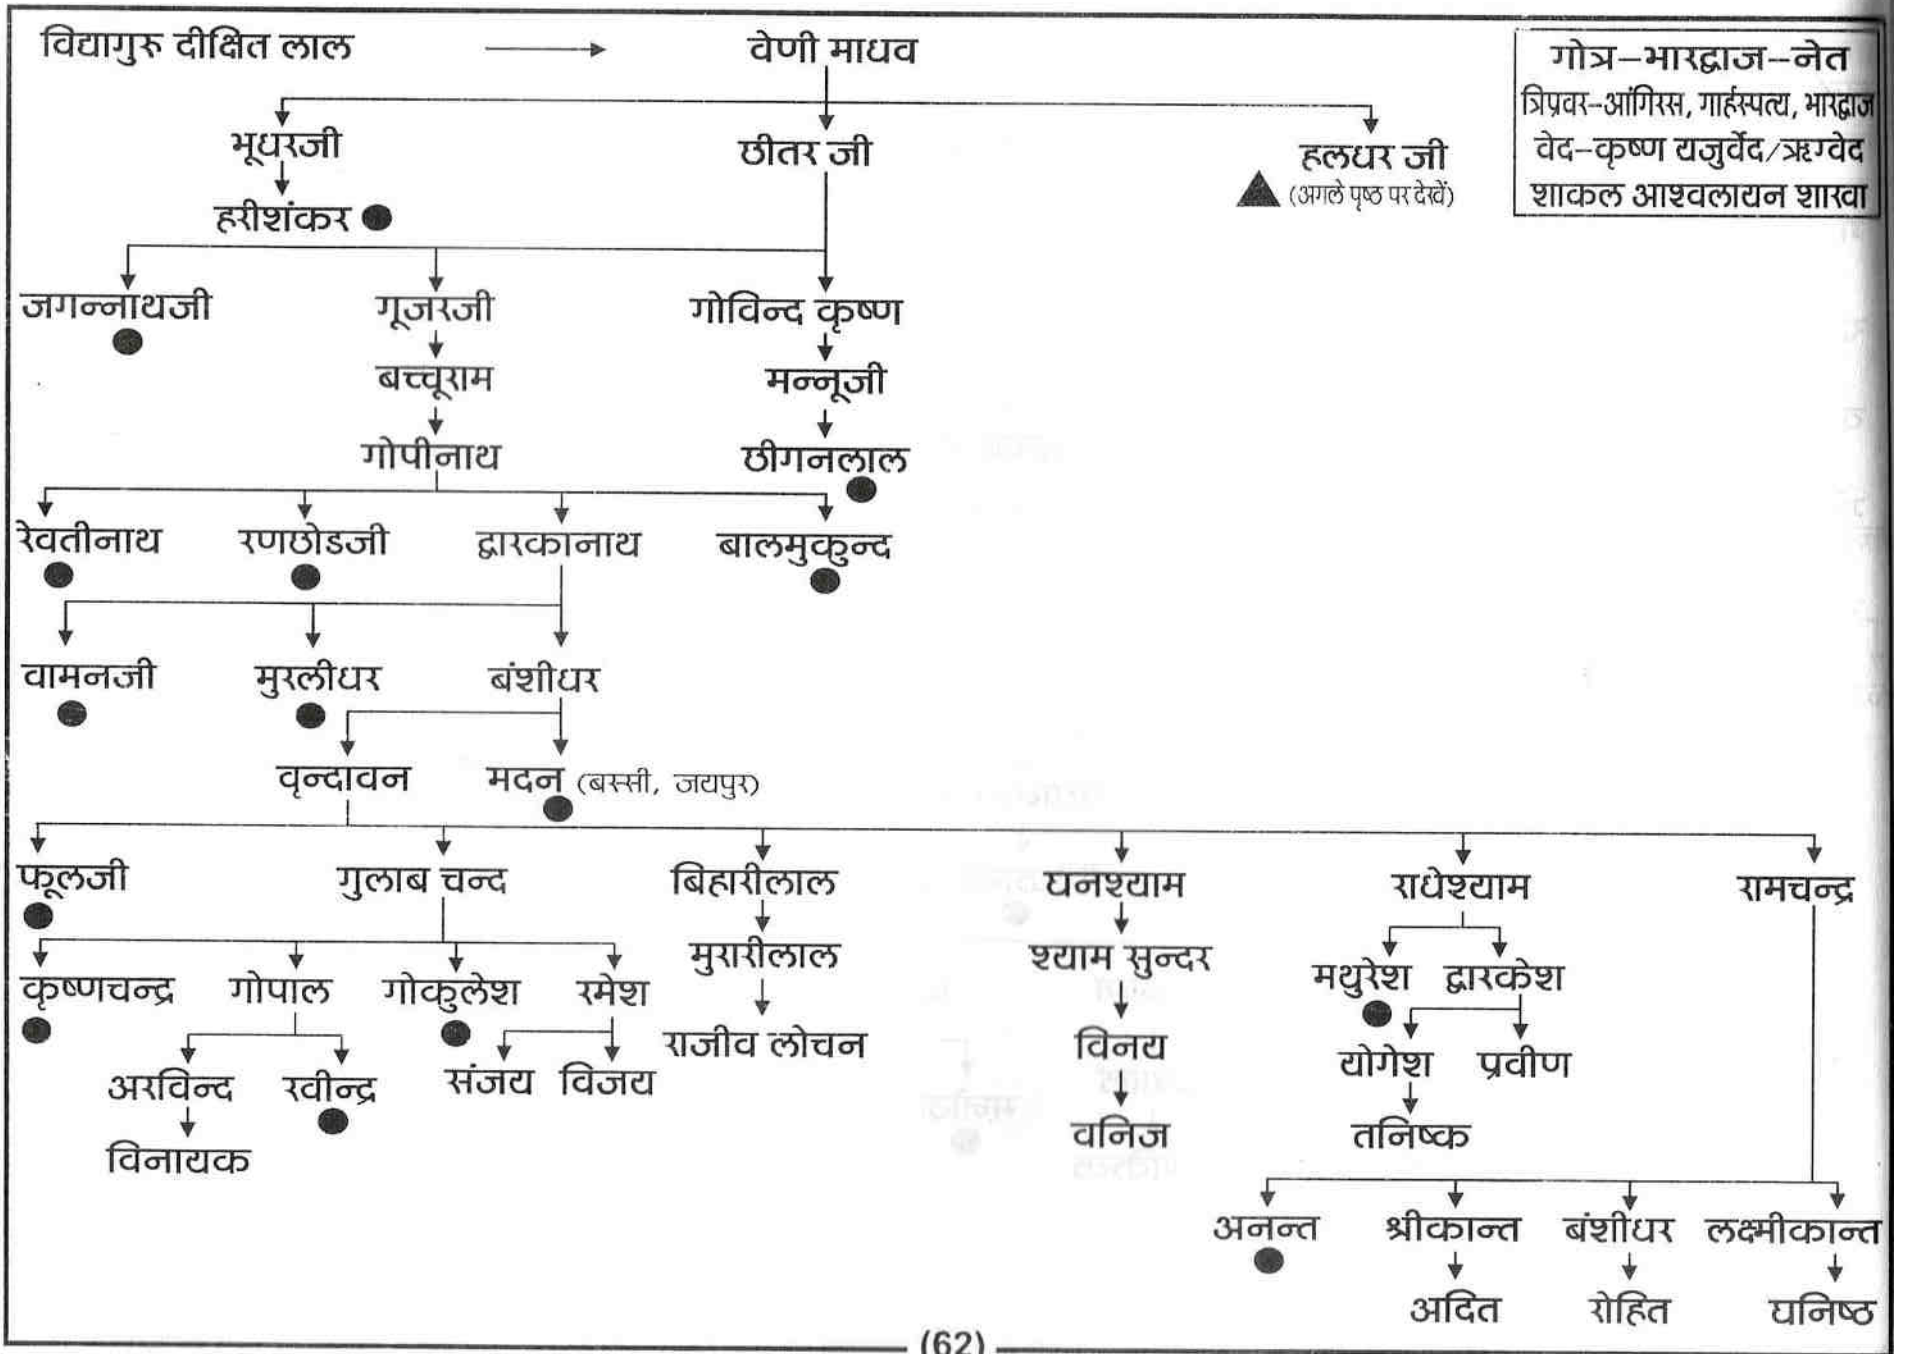 विद्यागुरू दीक्षित लाल → वेणी माधव
गोत्र–भारद्वाज–नेत
त्रिप्रवर–आंगिरस, गार्हस्पत्य, भारद्वाज
वेद–कृष्ण यजुर्वेद/ऋग्वेद
शाकल आश्वलायन शाखा
भूधरजी छीतर जी हलधर जी
(अगले पृष्ठ पर देखें)
हरीशंकर
जगन्नाथजी गूजरजी गोविन्द कृष्ण
बच्चूराम मन्नूजी
गोपीनाथ छीगनलाल
रेवतीनाथ रणछोडजी द्वारकानाथ बालमुकुन्द
वामनजी मुरलीधर बंशीधर
वृन्दावन मदन (बस्सी, जयपुर)
फूलजी गुलाब चन्द बिहारीलाल घनश्याम राधेश्याम रामचन्द्र
मुरारीलाल श्याम सुन्दर मथुरेश द्वारकेश
कृष्णचन्द्र गोपाल गोकुलेश रमेश
राजीव लोचन विनय योगेश प्रवीण
अरविन्द रवीन्द्र संजय विजय
वनिज तनिष्क
विनायक
अनन्त श्रीकान्त बंशीधर लक्ष्मीकान्त
अदित रोहित घनिष्ठ
(62)